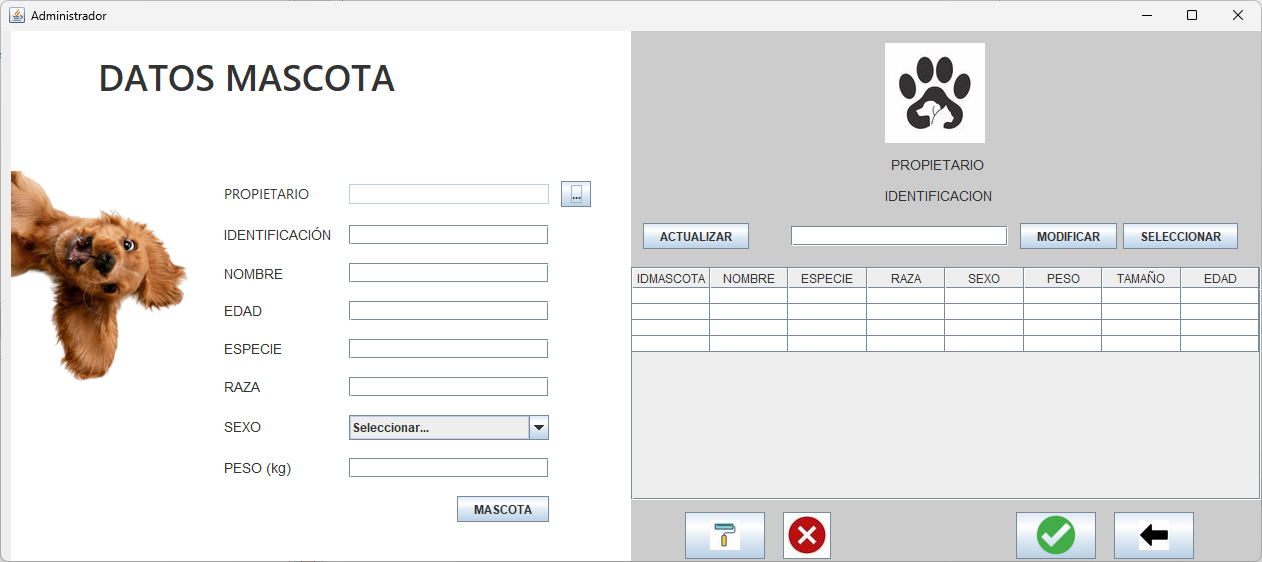 Administrador
DATOS MASCOTA
PROPIETARIO ...
IDENTIFICACIÓN
NOMBRE
EDAD
ESPECIE
RAZA
SEXO Seleccionar...
PESO (kg)
MASCOTA
PROPIETARIO
IDENTIFICACION
ACTUALIZAR MODIFICAR SELECCIONAR
IDMASCOTA NOMBRE ESPECIE RAZA SEXO PESO TAMAÑO EDAD